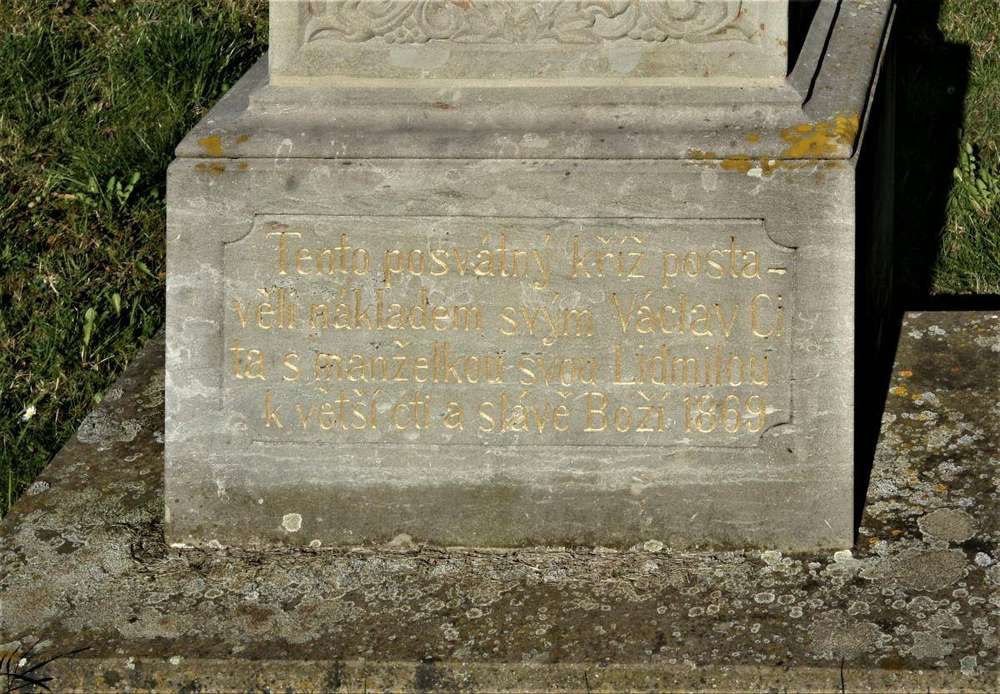 Tento posvátný kříž posta-
věli nákladem svým Václav Ci
ta s manželkou svou Lidmilou
k větší cti a slávě Boží 1869